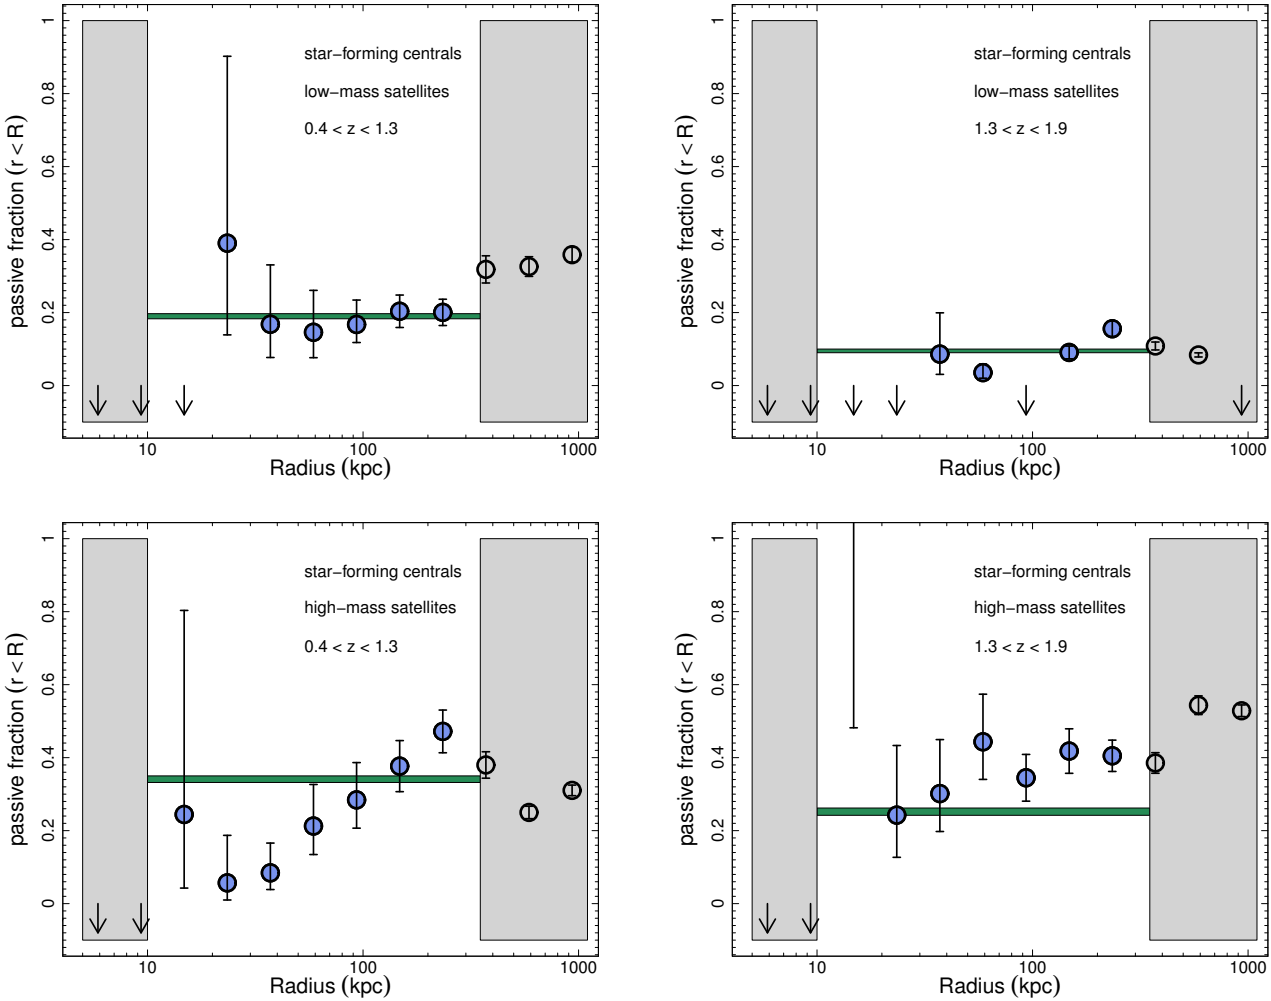 1
0.8
0.6
0.4
0.2
0
passive fraction (r < R)
star−forming centrals
low−mass satellites
0.4 < z < 1.3
10
100
1000
Radius (kpc)
1
0.8
0.6
0.4
0.2
0
passive fraction (r < R)
star−forming centrals
low−mass satellites
1.3 < z < 1.9
10
100
1000
Radius (kpc)
1
0.8
0.6
0.4
0.2
0
passive fraction (r < R)
star−forming centrals
high−mass satellites
0.4 < z < 1.3
10
100
1000
Radius (kpc)
1
0.8
0.6
0.4
0.2
0
passive fraction (r < R)
star−forming centrals
high−mass satellites
1.3 < z < 1.9
10
100
1000
Radius (kpc)